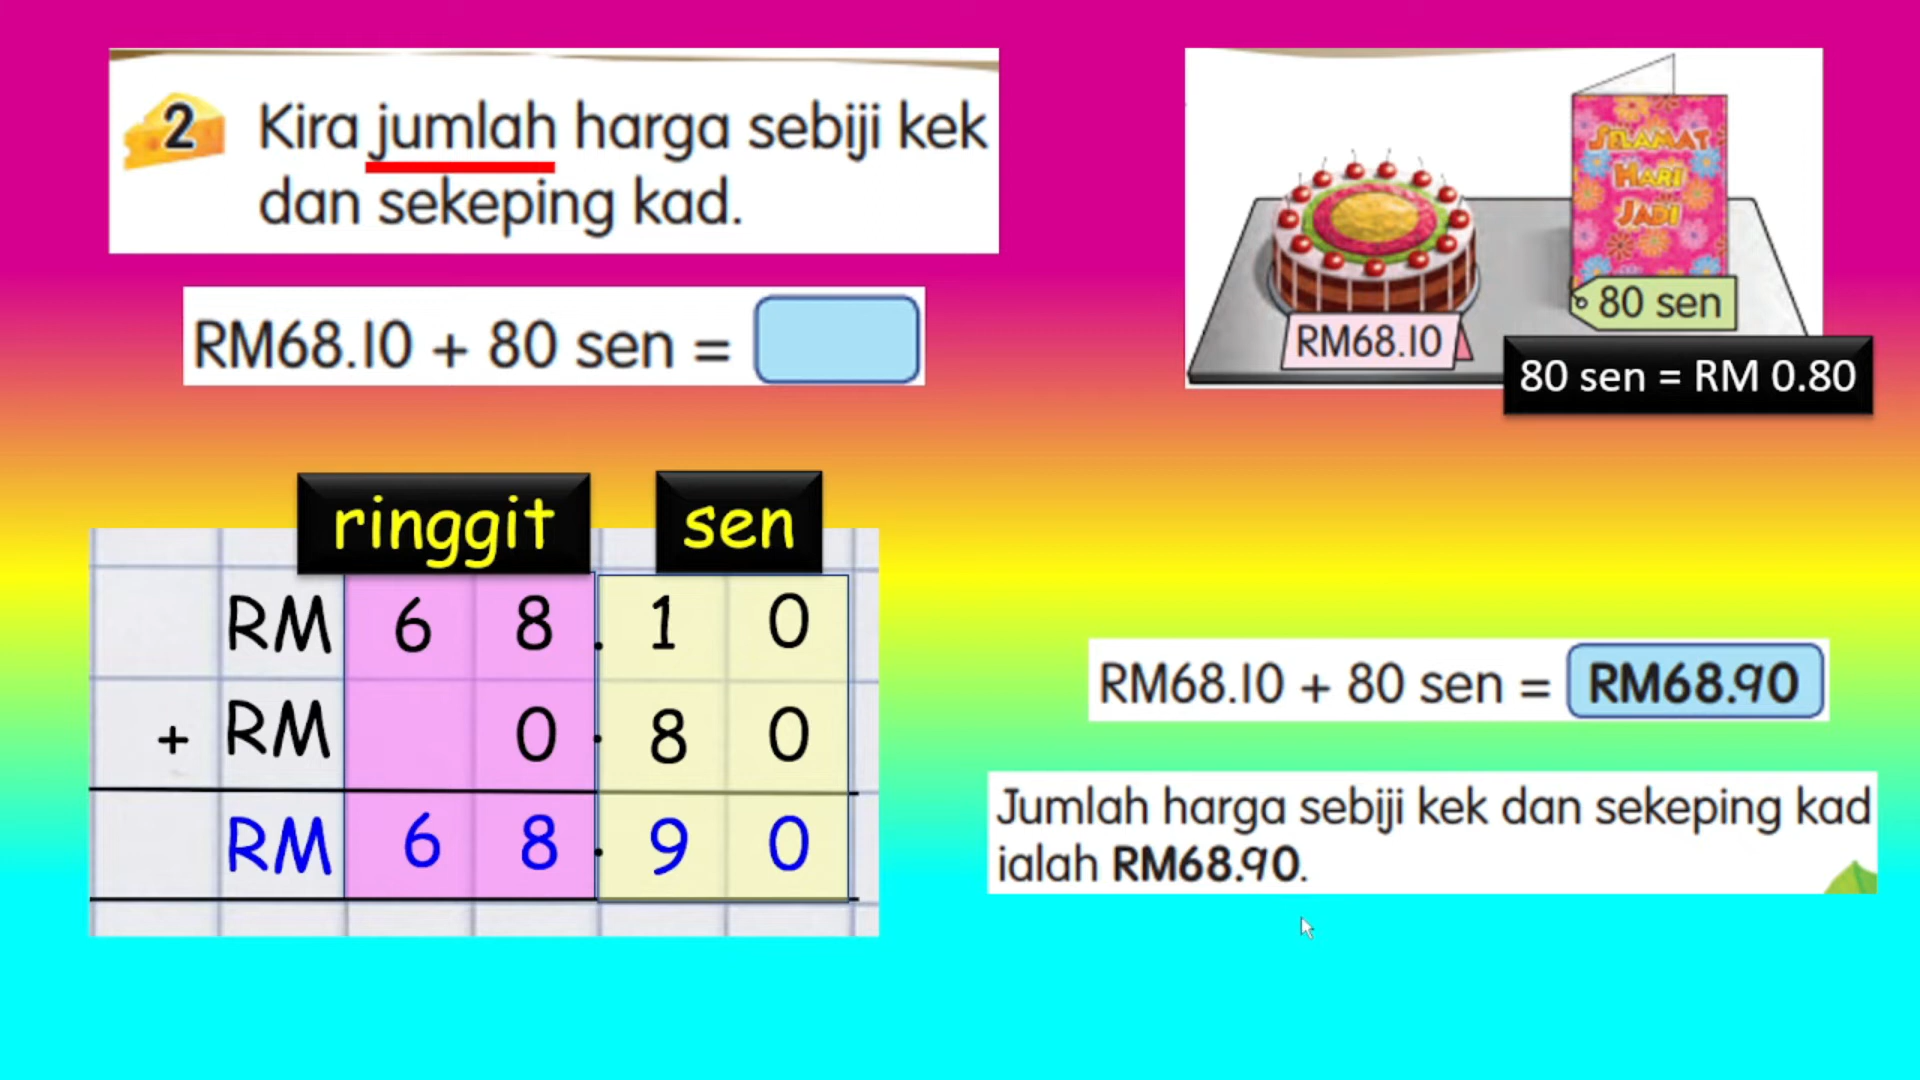 2 Kira jumlah harga sebiji kek
dan sekeping kad.
RM68.10 + 80 sen =
SELAMAT
HARI
JADI
80 sen
RM68.10
80 sen = RM 0.80
ringgit sen
RM 6 8 . 1 0
+ RM 0 . 8 0
RM 6 8 . 9 0
RM68.10 + 80 sen = RM68.90
Jumlah harga sebiji kek dan sekeping kad
ialah RM68.90.